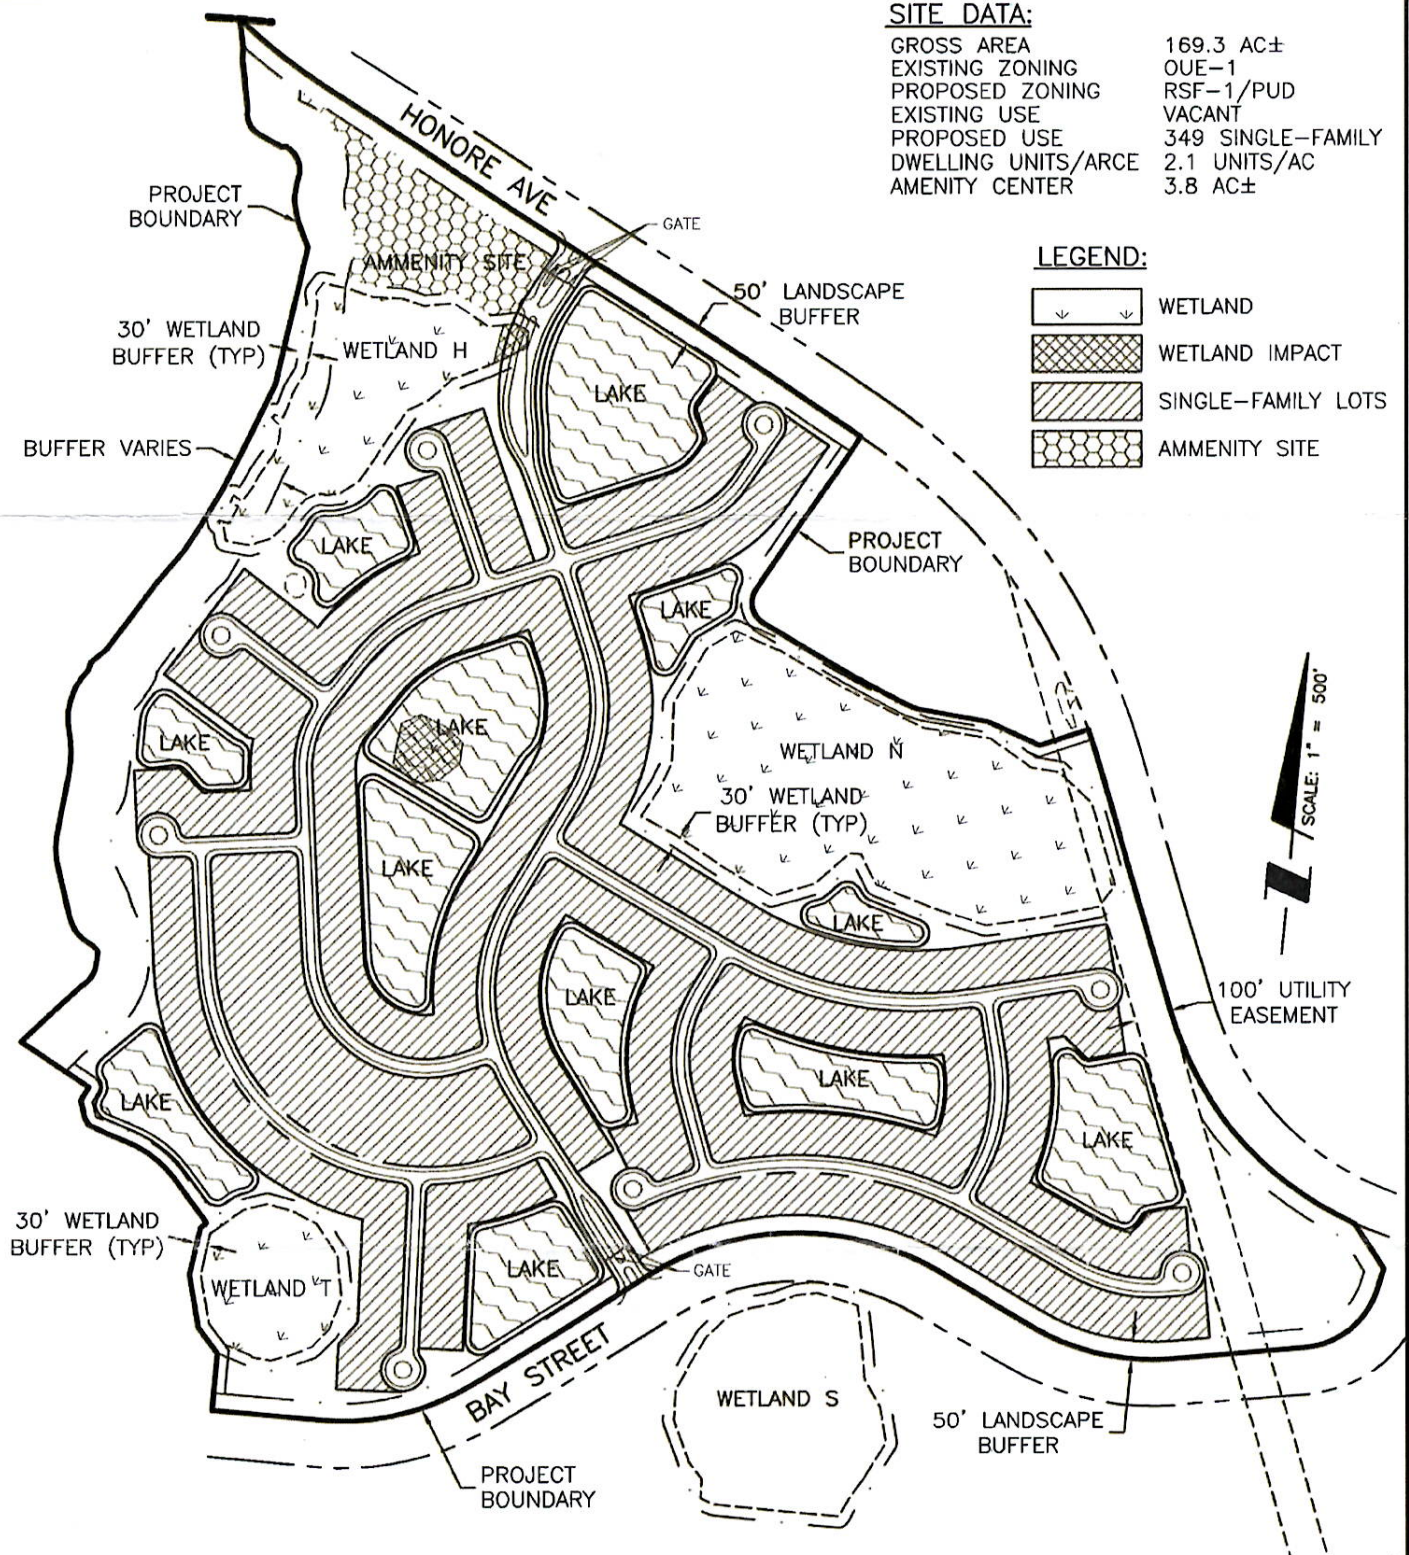 SITE DATA:
GROSS AREA 169.3 AC±
EXISTING ZONING OUE-1
PROPOSED ZONING RSF-1/PUD
EXISTING USE VACANT
PROPOSED USE 349 SINGLE-FAMILY
DWELLING UNITS/ARCE 2.1 UNITS/AC
AMENITY CENTER 3.8 AC±
LEGEND:
WETLAND
WETLAND IMPACT
SINGLE-FAMILY LOTS
AMMENITY SITE
HONORE AVE
PROJECT
BOUNDARY
GATE
AMMENITY SITE
50' LANDSCAPE
BUFFER
30' WETLAND
BUFFER (TYP)
WETLAND H
LAKE
BUFFER VARIES
LAKE
PROJECT
BOUNDARY
LAKE
LAKE
LAKE
WETLAND N
30' WETLAND
BUFFER (TYP)
SCALE: 1" = 500'
LAKE
LAKE
LAKE
100' UTILITY
EASEMENT
LAKE
LAKE
LAKE
30' WETLAND
BUFFER (TYP)
WETLAND T
LAKE
GATE
BAY STREET
WETLAND S
50' LANDSCAPE
BUFFER
PROJECT
BOUNDARY